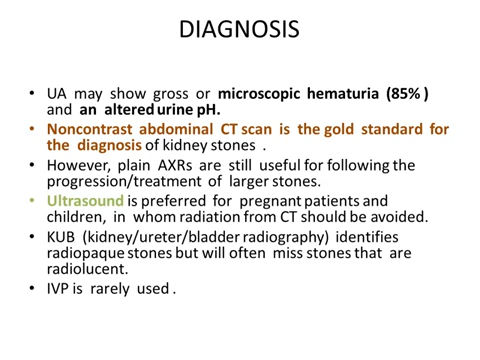 DIAGNOSIS
• UA may show gross or microscopic hematuria (85% )
and an altered urine pH.
• Noncontrast abdominal CT scan is the gold standard for
the diagnosis of kidney stones .
• However, plain AXRs are still useful for following the
progression/treatment of larger stones.
• Ultrasound is preferred for pregnant patients and
children, in whom radiation from CT should be avoided.
• KUB (kidney/ureter/bladder radiography) identifies
radiopaque stones but will often miss stones that are
radiolucent.
• IVP is rarely used .